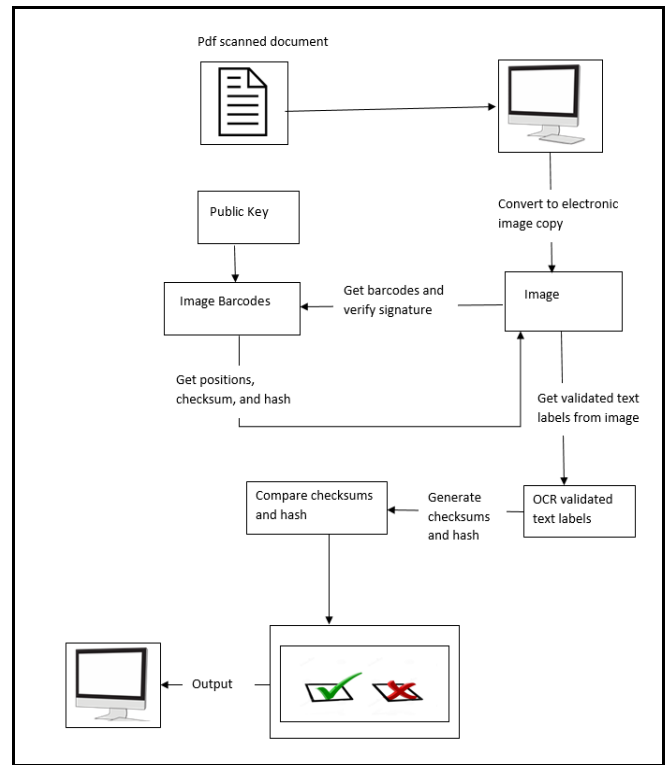 Pdf scanned document
Convert to electronic
image copy
Public Key
Image Barcodes
Get barcodes and
verify signature
Image
Get positions,
checksum, and hash
Get validated text
labels from image
Compare checksums
and hash
Generate
checksums
and hash
OCR validated
text labels
Output